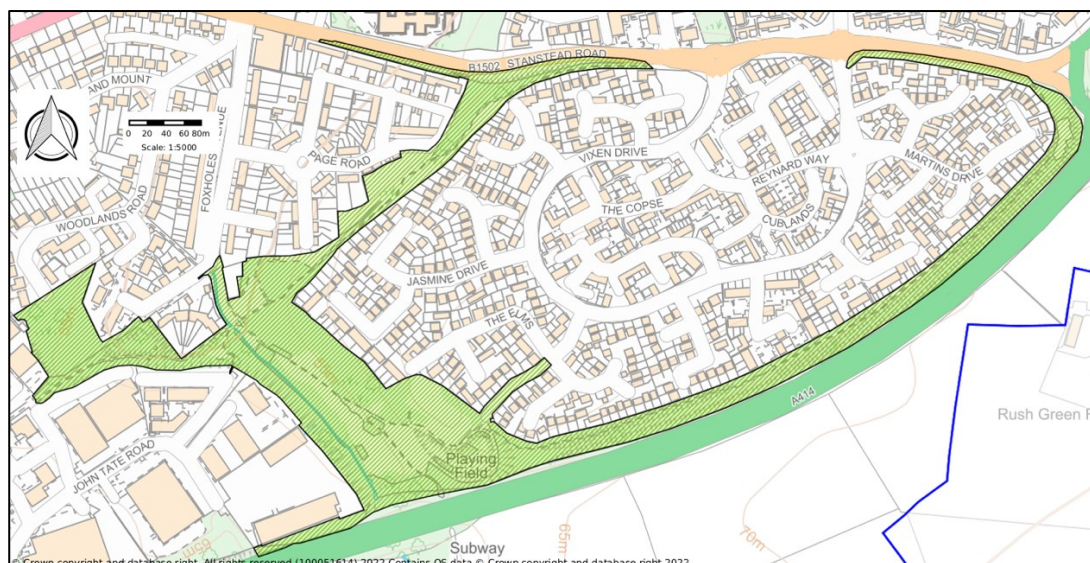 B1502 STANSTEAD ROAD
AND MOUNT
0 20 40 60 80m
Scale: 1:5000
FOXHOLES
ENUE
PAGE ROAD
WOODLANDS ROAD
VIXEN DRIVE
REYNARD WAY
MARTINS DRIVE
THE COPSE
CUBLANDS
JASMINE DRIVE
THE ELMS
A414
Rush Green F
JOHN TATE ROAD
Playing
Field
65m
65m
70m
Subway
© Crown copyright and database right. All rights reserved (100051614) 2022 Contains OS data © Crown copyright and database right 2022